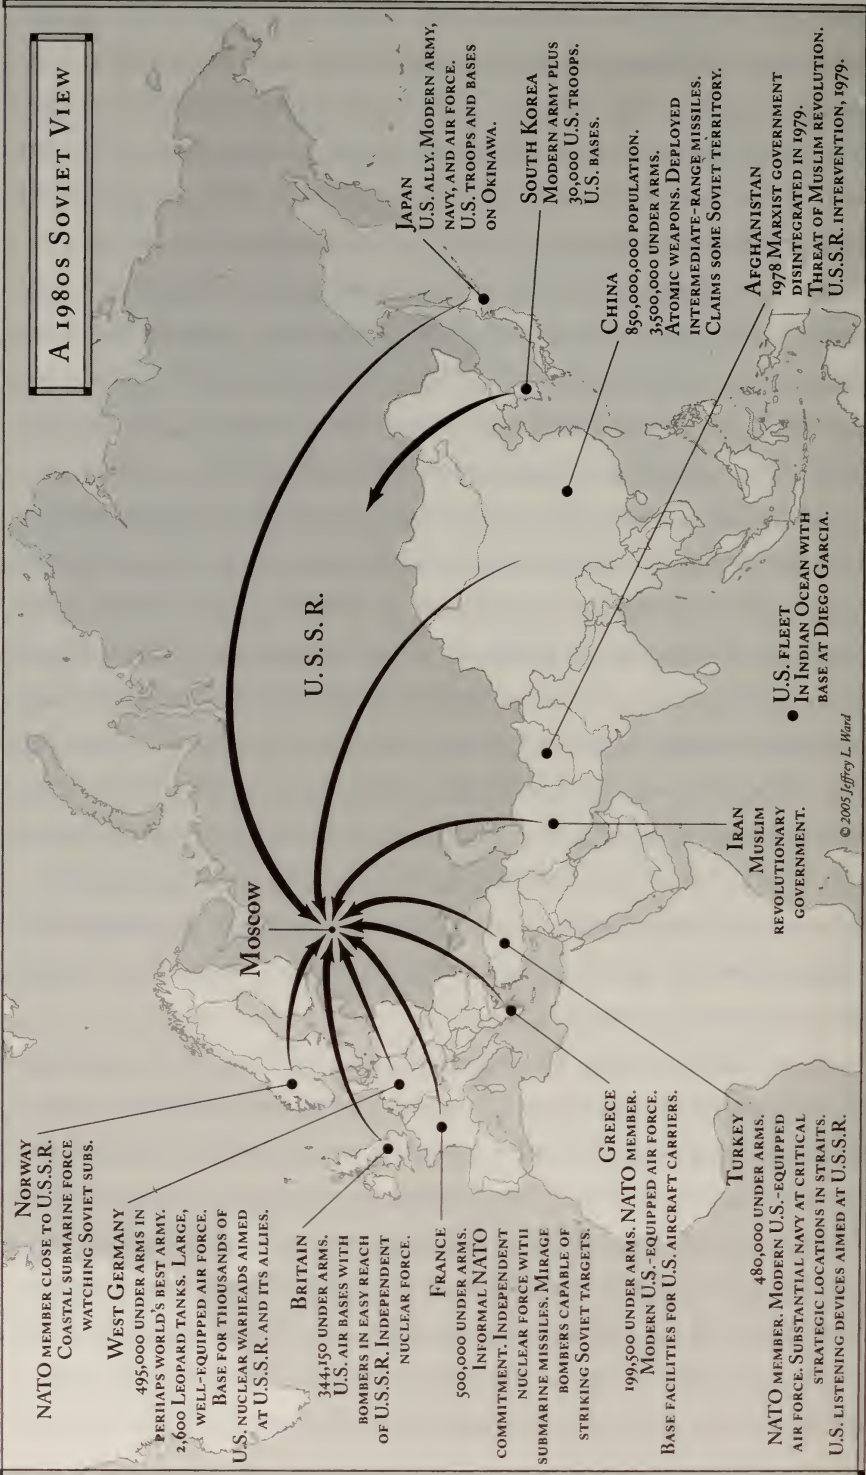 A 1980s Soviet View
Norway
NATO member close to U.S.S.R.
Coastal submarine force
watching Soviet subs.
West Germany
495,000 under arms in
perhaps world's best army.
2,600 Leopard tanks. Large,
well-equipped air force.
Base for thousands of
U.S. nuclear warheads aimed
at U.S.S.R. and its allies.
Britain
344,150 under arms.
U.S. air bases with
bombers in easy reach
of U.S.S.R. Independent
nuclear force.
France
500,000 under arms.
Informal NATO
commitment. Independent
nuclear force with
submarine missiles. Mirage
bombers capable of
striking Soviet targets.
Greece
199,500 under arms. NATO member.
Modern U.S.-equipped air force.
Base facilities for U.S. aircraft carriers.
Turkey
480,000 under arms.
NATO member. Modern U.S.-equipped
air force. Substantial navy at critical
strategic locations in straits.
U.S. listening devices aimed at U.S.S.R.
Moscow
U.S.S.R.
Iran
Muslim
revolutionary
government.
U.S. fleet
In Indian Ocean with
base at Diego Garcia.
Japan
U.S. ally. Modern army,
navy, and air force.
U.S. troops and bases
on Okinawa.
South Korea
Modern army plus
30,000 U.S. troops.
U.S. bases.
China
850,000,000 population.
3,500,000 under arms.
Atomic weapons. Deployed
intermediate-range missiles.
Claims some Soviet territory.
Afghanistan
1978 Marxist government
disintegrated in 1979.
Threat of Muslim revolution.
U.S.S.R. intervention, 1979.
© 2005 Jeffrey L. Ward